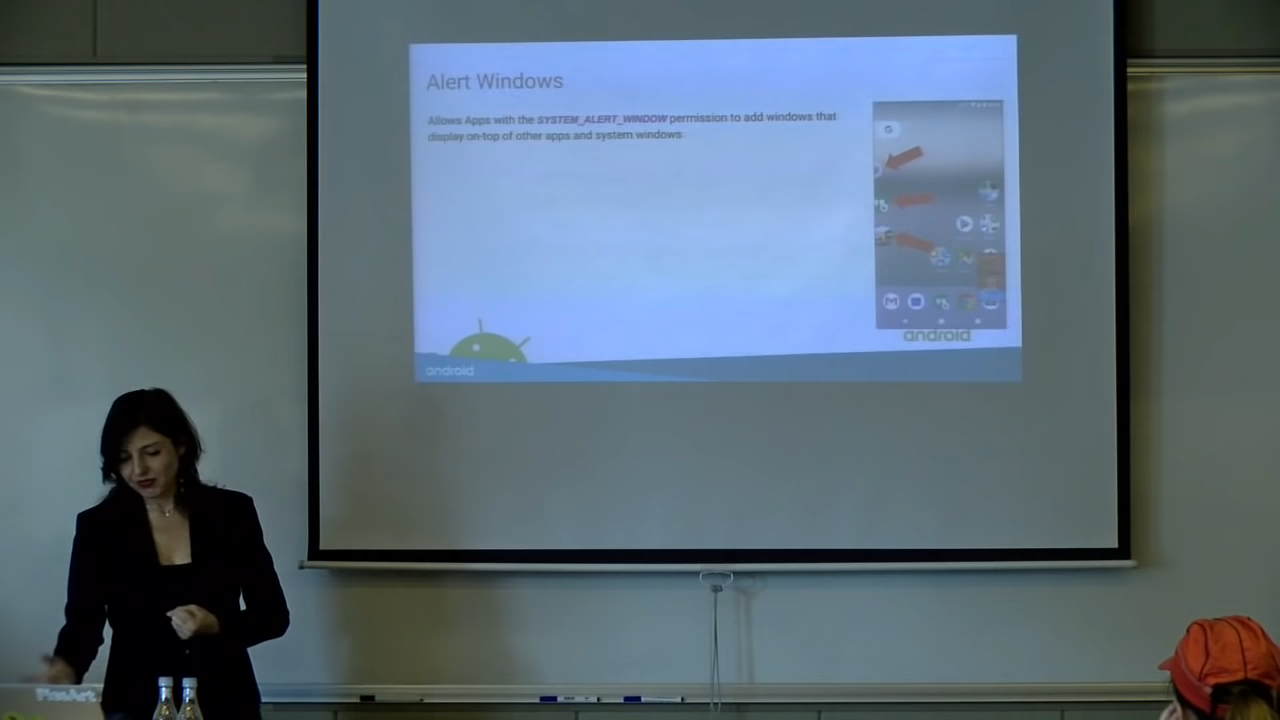 Alert Windows
Allows Apps with the SYSTEM_ALERT_WINDOW permission to add windows that
display on-top of other apps and system windows
android
android
PicsArt